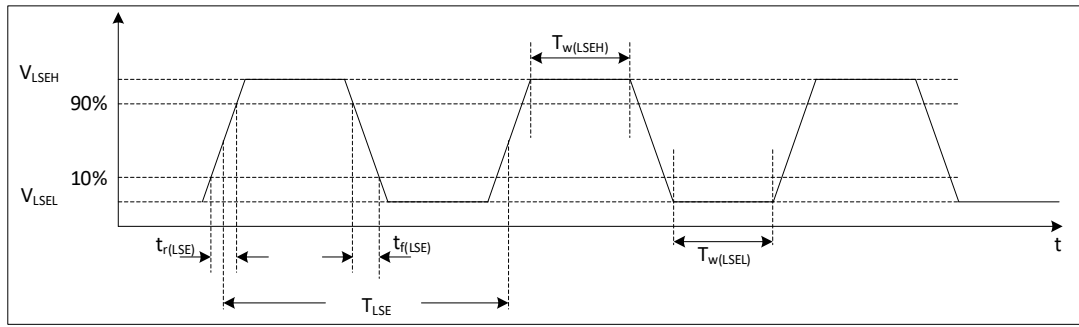 T_w(LSEH)
V_LSEH
90%
10%
V_LSEL
t
t_r(LSE)
t_f(LSE)
T_w(LSEL)
T_LSE